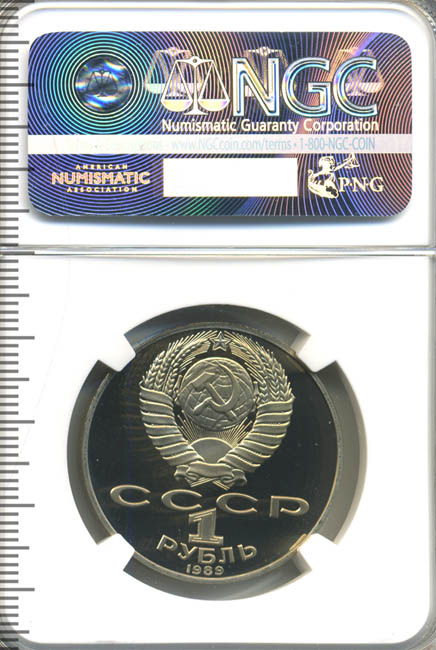 NGC
Numismatic Guaranty Corporation
www.NGCcoin.com/terms • 1-800-NGC-COIN
AMERICAN
NUMISMATIC
ASSOCIATION
PNG
СССР
1
РУБЛЬ
1989